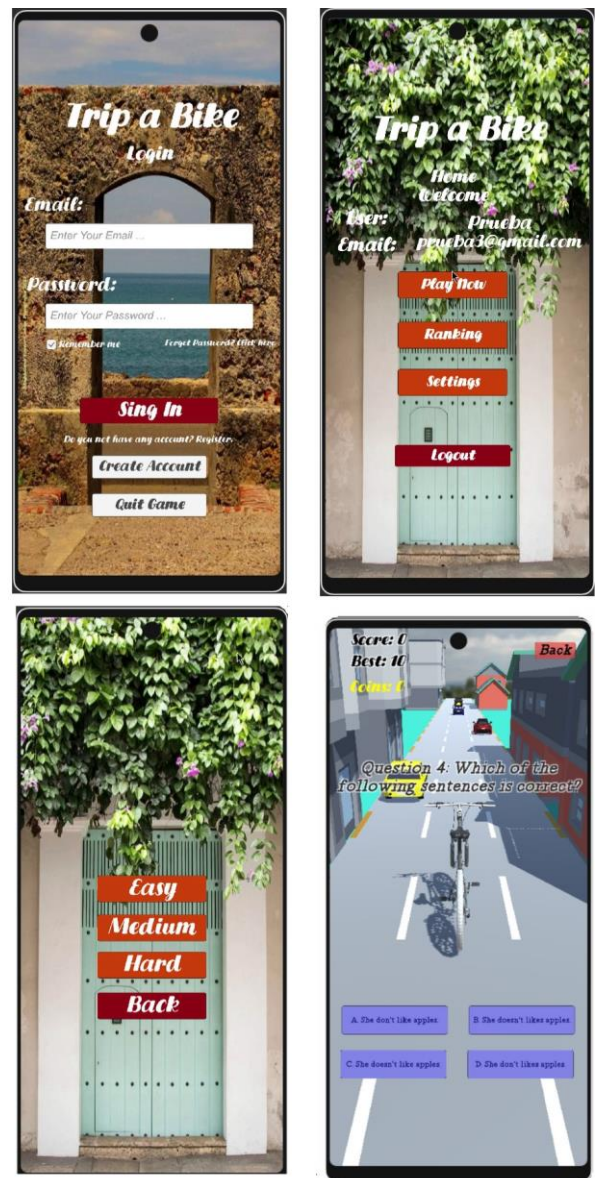 Trip a Bike
Login
Email:
Enter Your Email ...
Password:
Enter Your Password ...
Remember me
Forget Password? Click here
Sing In
Do you not have any account? Register.
Create Account
Quit Game
Trip a Bike
Home
Welcome
User: Prueba
Email: prueba3@gmail.com
Play Now
Ranking
Settings
Logout
Easy
Medium
Hard
Back
Score: 0
Back
Best: 10
Coins: 0
Question 4: Which of the
following sentences is correct?
A. She don't like apples.
B. She doesn't likes apples.
C. She doesn't like apples.
D. She don't like apples.